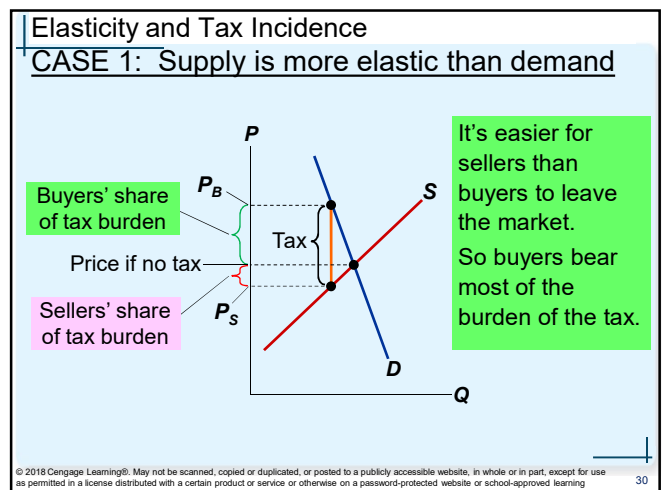 Elasticity and Tax Incidence
CASE 1:  Supply is more elastic than demand
P
It's easier for
sellers than
buyers to leave
the market.
So buyers bear
most of the
burden of the tax.
P_B
S
Buyers' share
of tax burden
Tax
Price if no tax
Sellers' share
of tax burden
P_S
D
Q
© 2018 Cengage Learning®. May not be scanned, copied or duplicated, or posted to a publicly accessible website, in whole or in part, except for use
as permitted in a license distributed with a certain product or service or otherwise on a password-protected website or school-approved learning
30